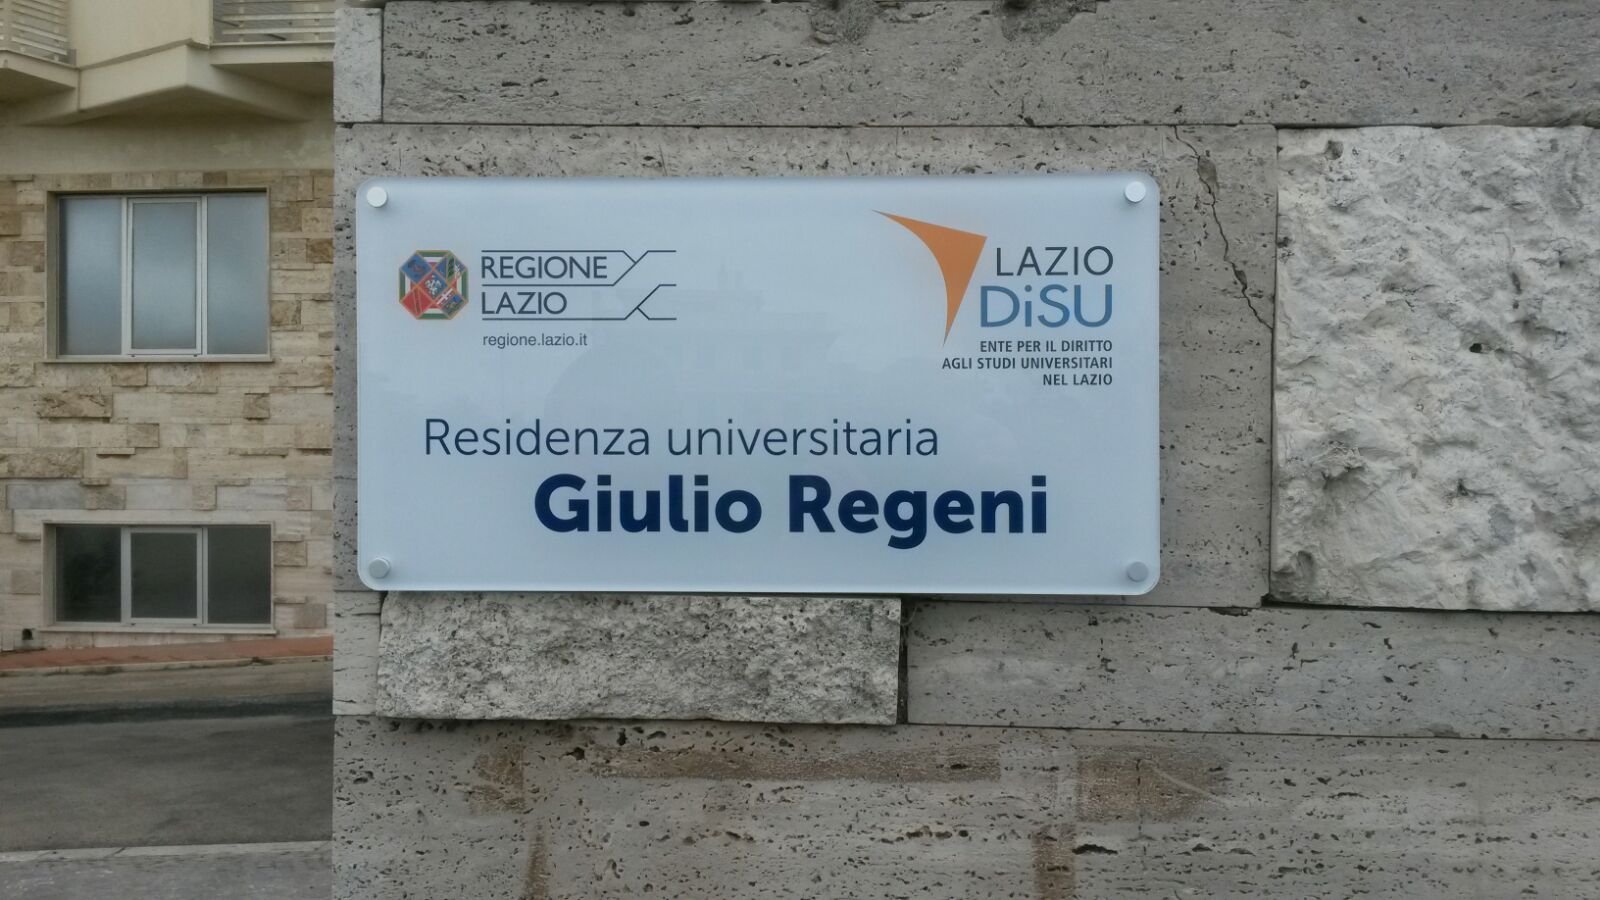 REGIONE
LAZIO
regione.lazio.it
LAZIO
DiSU
ENTE PER IL DIRITTO
AGLI STUDI UNIVERSITARI
NEL LAZIO
Residenza universitaria
Giulio Regeni